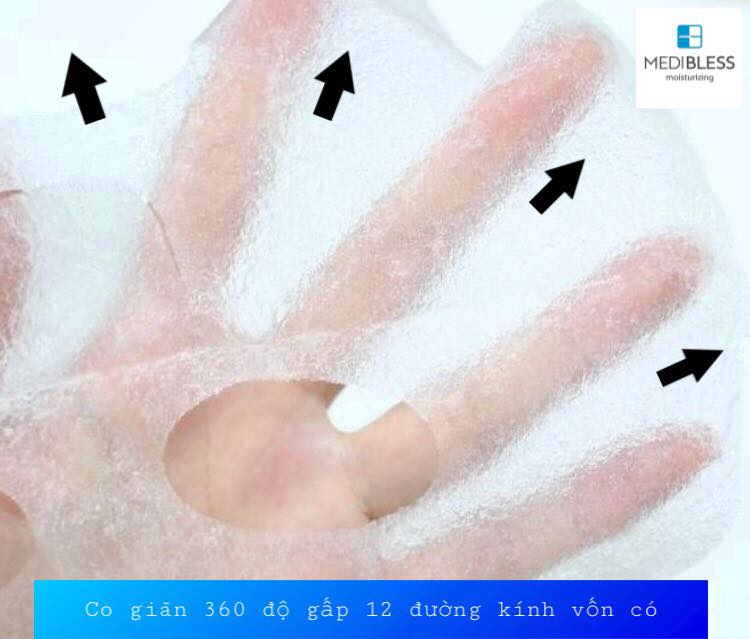 MEDIBLESS
moisturizing
Co giãn 360 độ gấp 12 đường kính vốn có